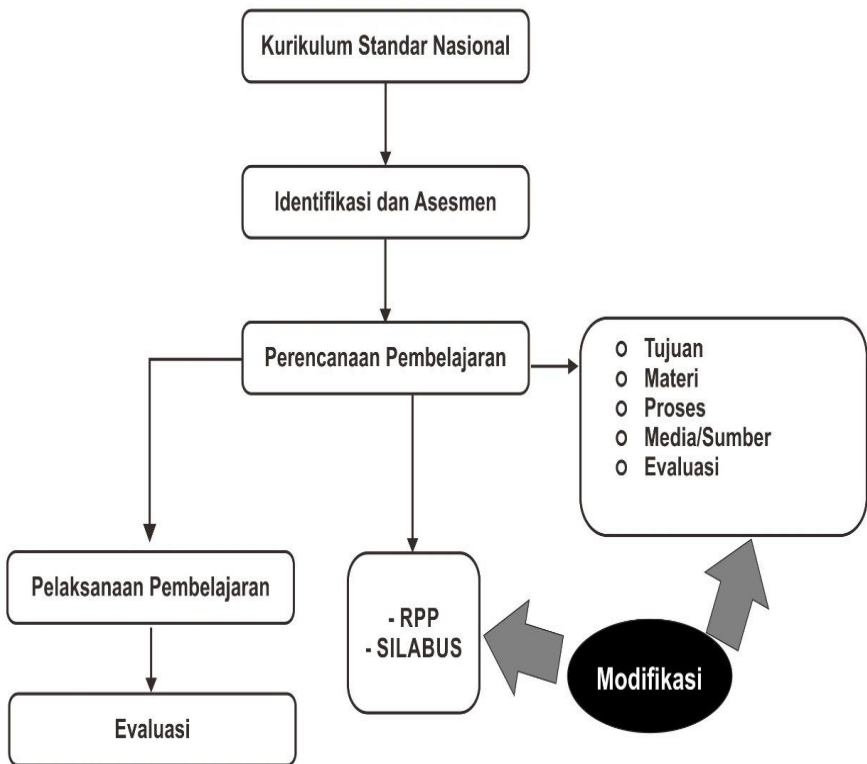 Kurikulum Standar Nasional
Identifikasi dan Asesmen
Perencanaan Pembelajaran
o Tujuan
o Materi
o Proses
o Media/Sumber
o Evaluasi
Pelaksanaan Pembelajaran
- RPP
- SILABUS
Modifikasi
Evaluasi